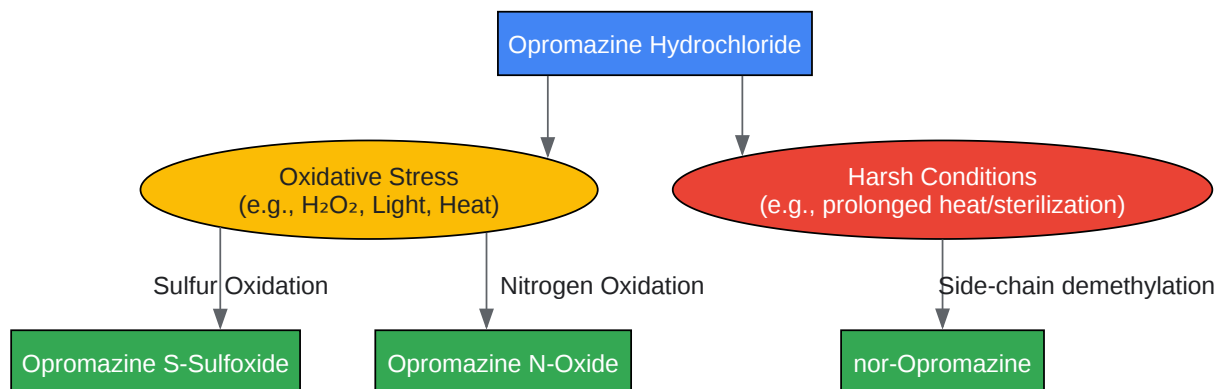 Opromazine Hydrochloride
Oxidative Stress
(e.g., H₂O₂, Light, Heat)
Harsh Conditions
(e.g., prolonged heat/sterilization)
Sulfur Oxidation
Nitrogen Oxidation
Side-chain demethylation
Opromazine S-Sulfoxide
Opromazine N-Oxide
nor-Opromazine